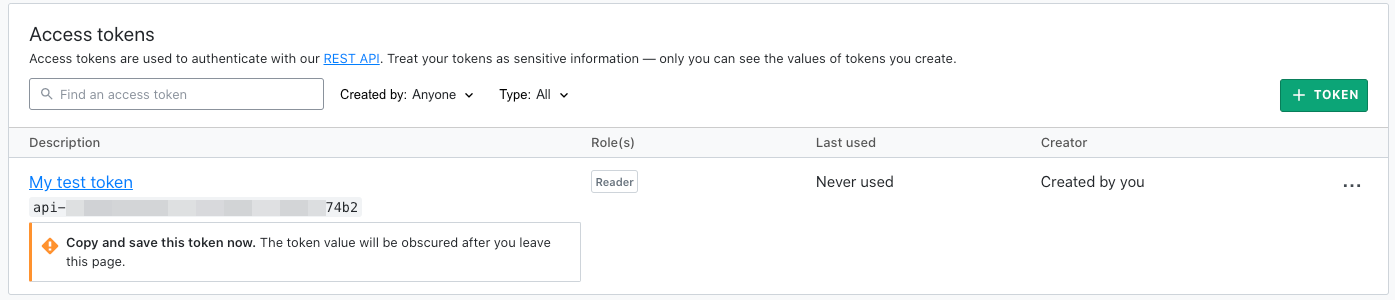 Access tokens
Access tokens are used to authenticate with our REST API. Treat your tokens as sensitive information — only you can see the values of tokens you create.
Find an access token Created by: Anyone Type: All + TOKEN
Description Role(s) Last used Creator
My test token Reader Never used Created by you ...
api- 74b2
Copy and save this token now. The token value will be obscured after you leave
this page.